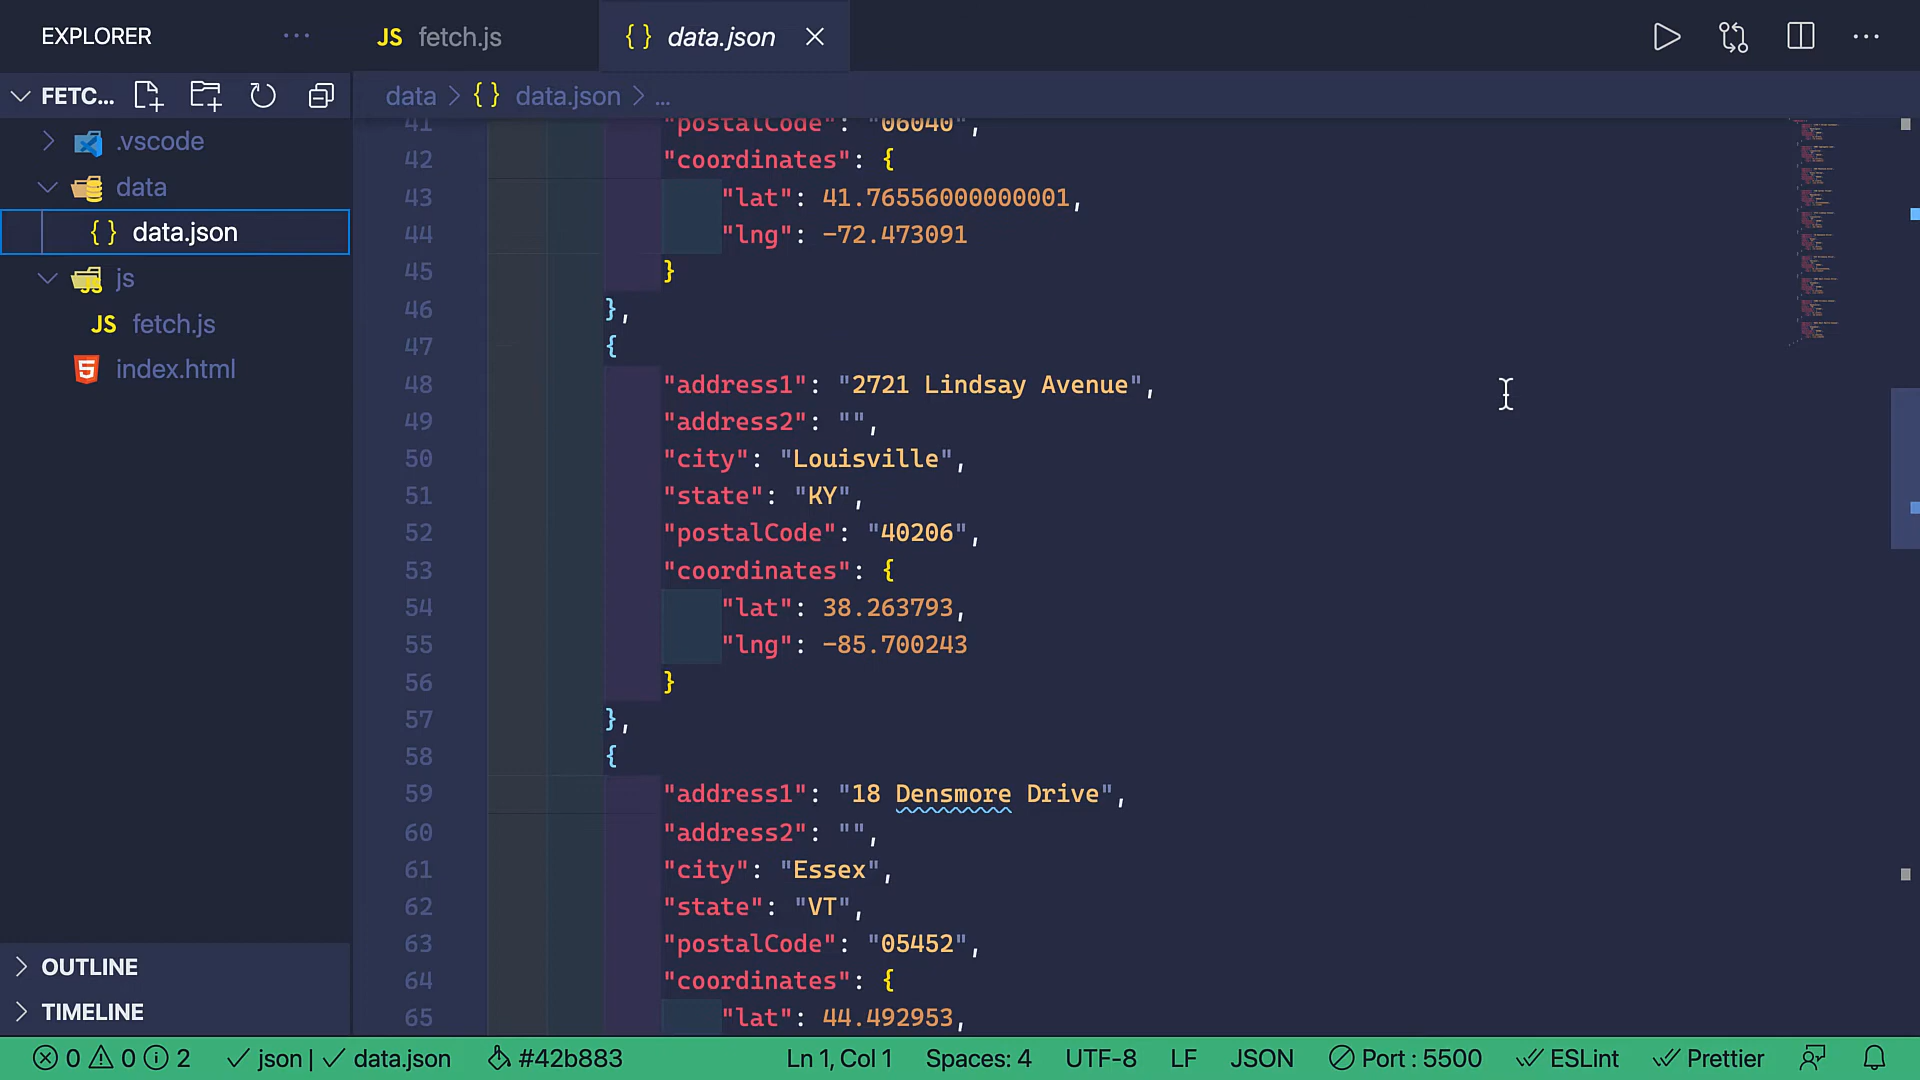 EXPLORER
JS fetch.js
{ } data.json
FETC...
data > { } data.json > ...
.vscode
data
{ } data.json
js
JS fetch.js
5 index.html
OUTLINE
TIMELINE
41 "postalCode": "06040",
42 "coordinates": {
43 "lat": 41.76556000000001,
44 "lng": -72.473091
45 }
46 },
47 {
48 "address1": "2721 Lindsay Avenue",
49 "address2": "",
50 "city": "Louisville",
51 "state": "KY",
52 "postalCode": "40206",
53 "coordinates": {
54 "lat": 38.263793,
55 "lng": -85.700243
56 }
57 },
58 {
59 "address1": "18 Densmore Drive",
60 "address2": "",
61 "city": "Essex",
62 "state": "VT",
63 "postalCode": "05452",
64 "coordinates": {
65 "lat": 44.492953,
0 0 2 json | data.json #42b883 Ln 1, Col 1 Spaces: 4 UTF-8 LF JSON Port : 5500 ESLint Prettier